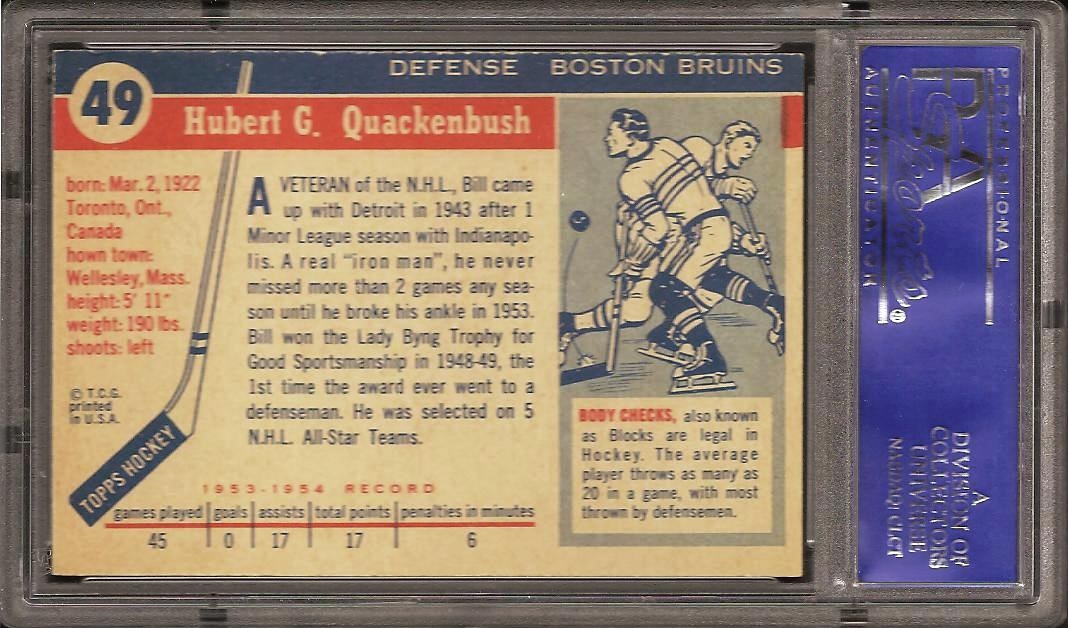 49
DEFENSE BOSTON BRUINS
Hubert G. Quackenbush
born: Mar. 2, 1922
Toronto, Ont.,
Canada
hown town:
Wellesley, Mass.
height: 5' 11"
weight: 190 lbs.
shoots: left
© T.C.G.
printed
in U.S.A.
TOPPS HOCKEY
A VETERAN of the N.H.L., Bill came
up with Detroit in 1943 after 1
Minor League season with Indianapo-
lis. A real "iron man", he never
missed more than 2 games any sea-
son until he broke his ankle in 1953.
Bill won the Lady Byng Trophy for
Good Sportsmanship in 1948-49, the
1st time the award ever went to a
defenseman. He was selected on 5
N.H.L. All-Star Teams.
BODY CHECKS, also known
as Blocks are legal in
Hockey. The average
player throws as many as
20 in a game, with most
thrown by defensemen.
1953-1954 RECORD
games played goals assists total points penalties in minutes
45 0 17 17 6
PROFESSIONAL
PSA
Sports
AUTHENTICATOR
A
DIVISION OF
COLLECTORS
UNIVERSE
NASDAQ: CLCT